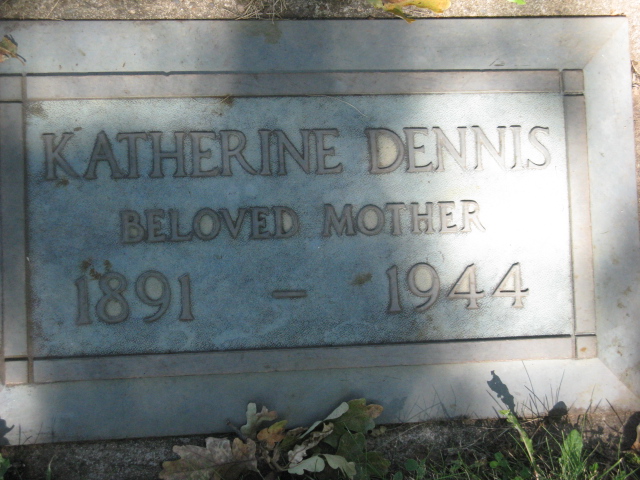 KATHERINE DENNIS
BELOVED MOTHER
1891 – 1944